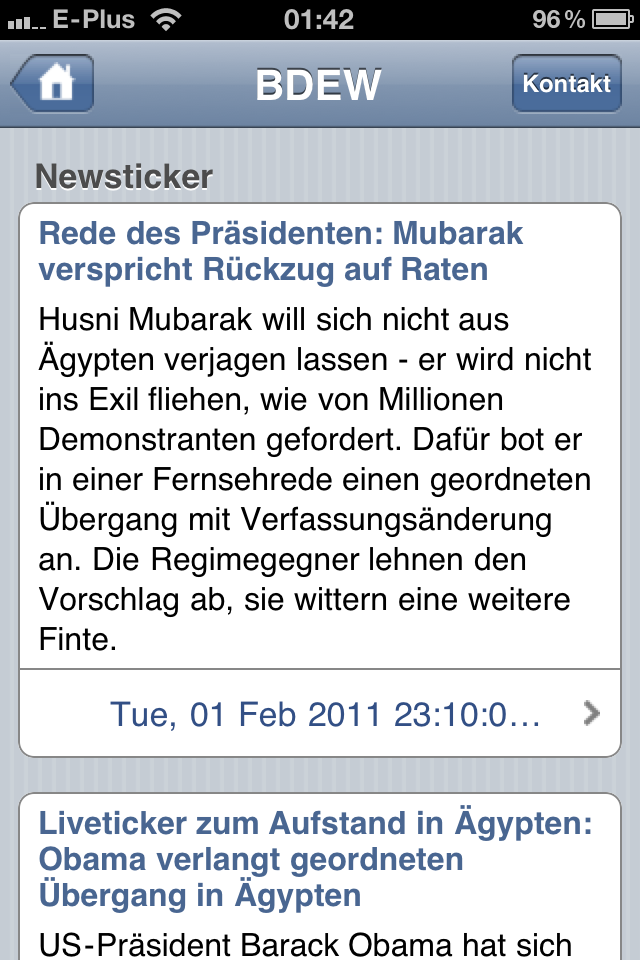 E-Plus 01:42 96 %
BDEW Kontakt
Newsticker
Rede des Präsidenten: Mubarak
verspricht Rückzug auf Raten
Husni Mubarak will sich nicht aus
Ägypten verjagen lassen - er wird nicht
ins Exil fliehen, wie von Millionen
Demonstranten gefordert. Dafür bot er
in einer Fernsehrede einen geordneten
Übergang mit Verfassungsänderung
an. Die Regimegegner lehnen den
Vorschlag ab, sie wittern eine weitere
Finte.
Tue, 01 Feb 2011 23:10:0…
Liveticker zum Aufstand in Ägypten:
Obama verlangt geordneten
Übergang in Ägypten
US-Präsident Barack Obama hat sich